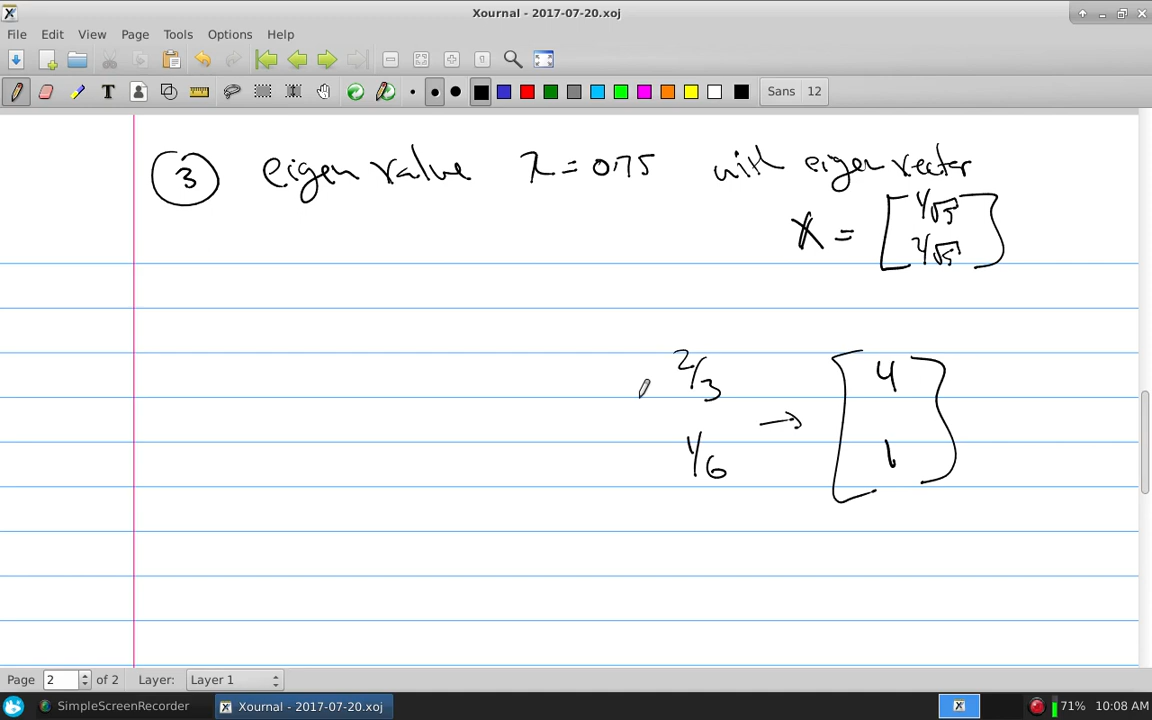 Xournal - 2017-07-20.xoj
File Edit View Page Tools Options Help
T Sans 12
③ eigen value λ = 0.75 with eigen vector
x = [ 1/√5
2/√5 ]
2/3
1/6 → [ 4
1 ]
Page 2 of 2 Layer: Layer 1
SimpleScreenRecorder Xournal - 2017-07-20.xoj 71% 10:08 AM